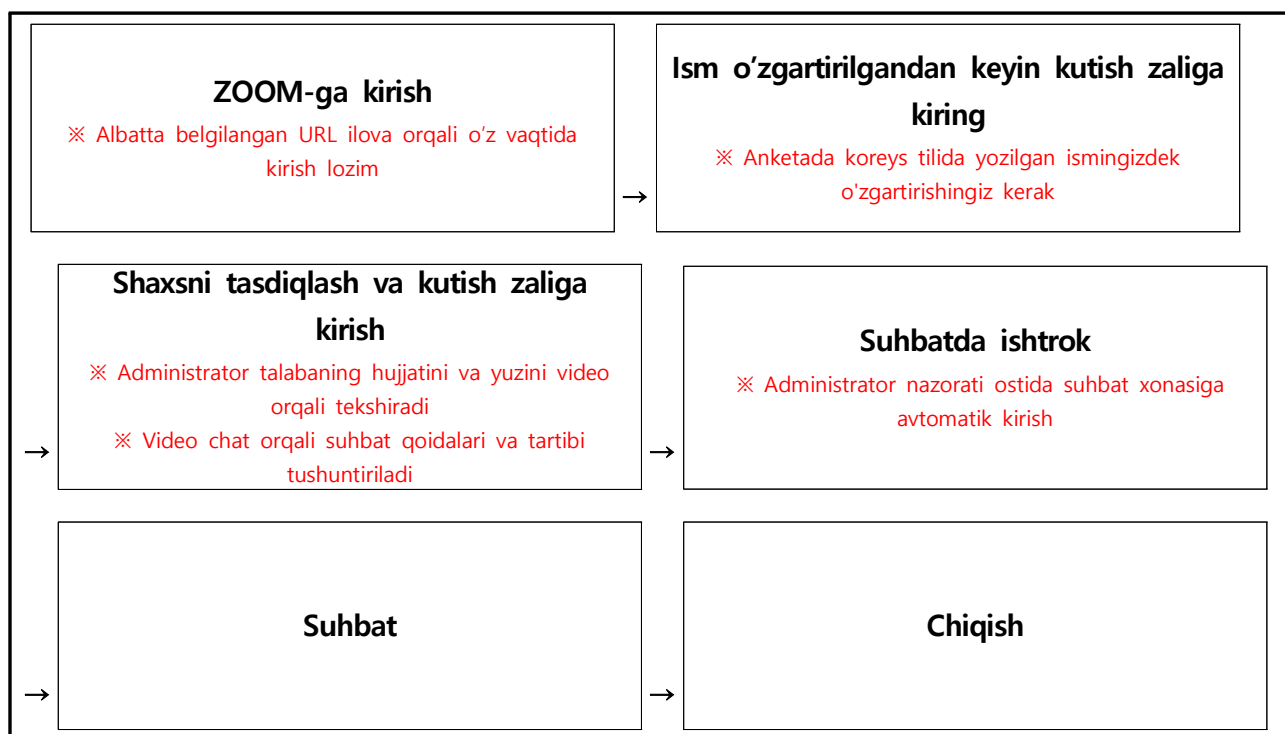 ZOOM-ga kirish
※ Albatta belgilangan URL ilova orqali o‘z vaqtida
kirish lozim
→
Ism o‘zgartirilgandan keyin kutish zaliga
kiring
※ Anketada koreys tilida yozilgan ismingizdek
o'zgartirishingiz kerak
→
Shaxsni tasdiqlash va kutish zaliga
kirish
※ Administrator talabaning hujjatini va yuzini video
orqali tekshiradi
※ Video chat orqali suhbat qoidalari va tartibi
tushuntiriladi
→
Suhbatda ishtrok
※ Administrator nazorati ostida suhbat xonasiga
avtomatik kirish
→
Suhbat
→
Chiqish